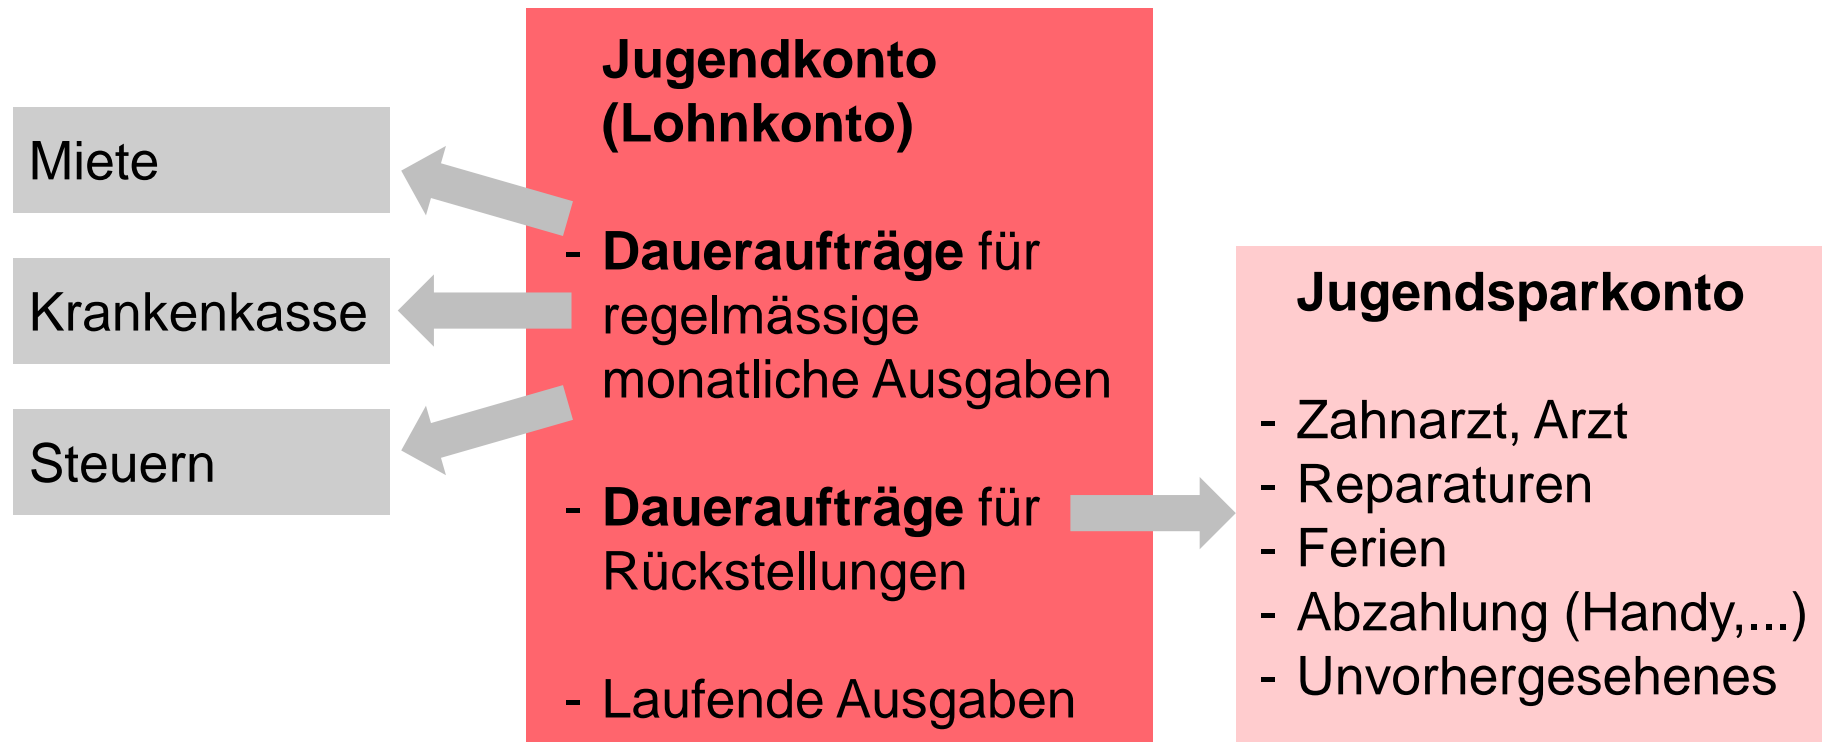 Miete
Krankenkasse
Steuern
Jugendkonto
(Lohnkonto)
- Daueraufträge für
regelmässige
monatliche Ausgaben
- Daueraufträge für
Rückstellungen
- Laufende Ausgaben
Jugendsparkonto
- Zahnarzt, Arzt
- Reparaturen
- Ferien
- Abzahlung (Handy,...)
- Unvorhergesehenes